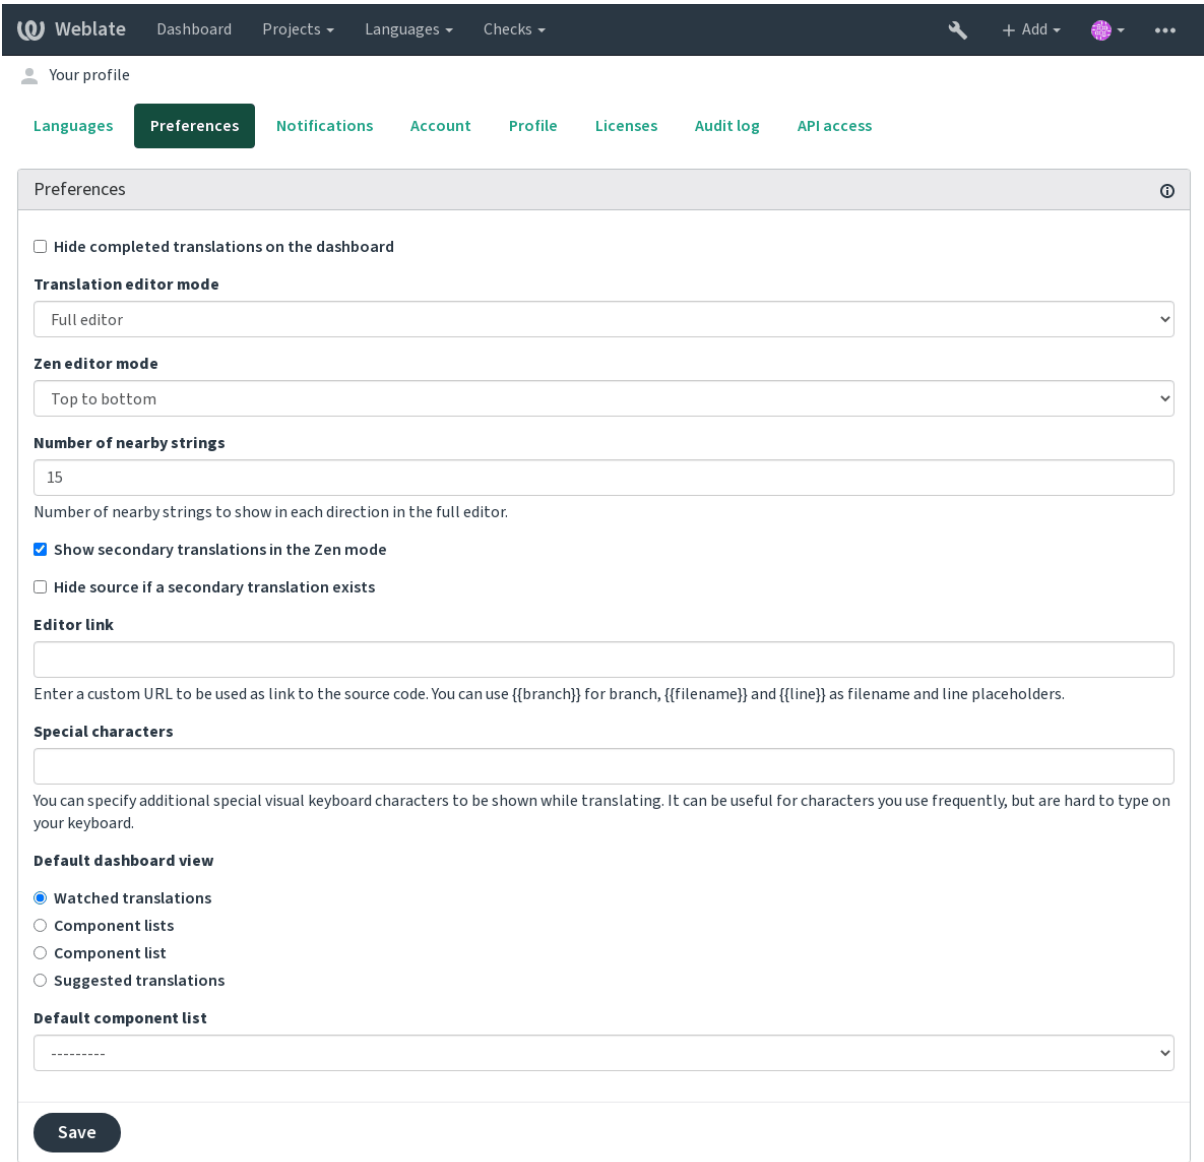 Weblate Dashboard Projects Languages Checks Add
Your profile
Languages Preferences Notifications Account Profile Licenses Audit log API access
Preferences
Hide completed translations on the dashboard
Translation editor mode
Full editor
Zen editor mode
Top to bottom
Number of nearby strings
15
Number of nearby strings to show in each direction in the full editor.
Show secondary translations in the Zen mode
Hide source if a secondary translation exists
Editor link
Enter a custom URL to be used as link to the source code. You can use {{branch}} for branch, {{filename}} and {{line}} as filename and line placeholders.
Special characters
You can specify additional special visual keyboard characters to be shown while translating. It can be useful for characters you use frequently, but are hard to type on
your keyboard.
Default dashboard view
Watched translations
Component lists
Component list
Suggested translations
Default component list
---------
Save